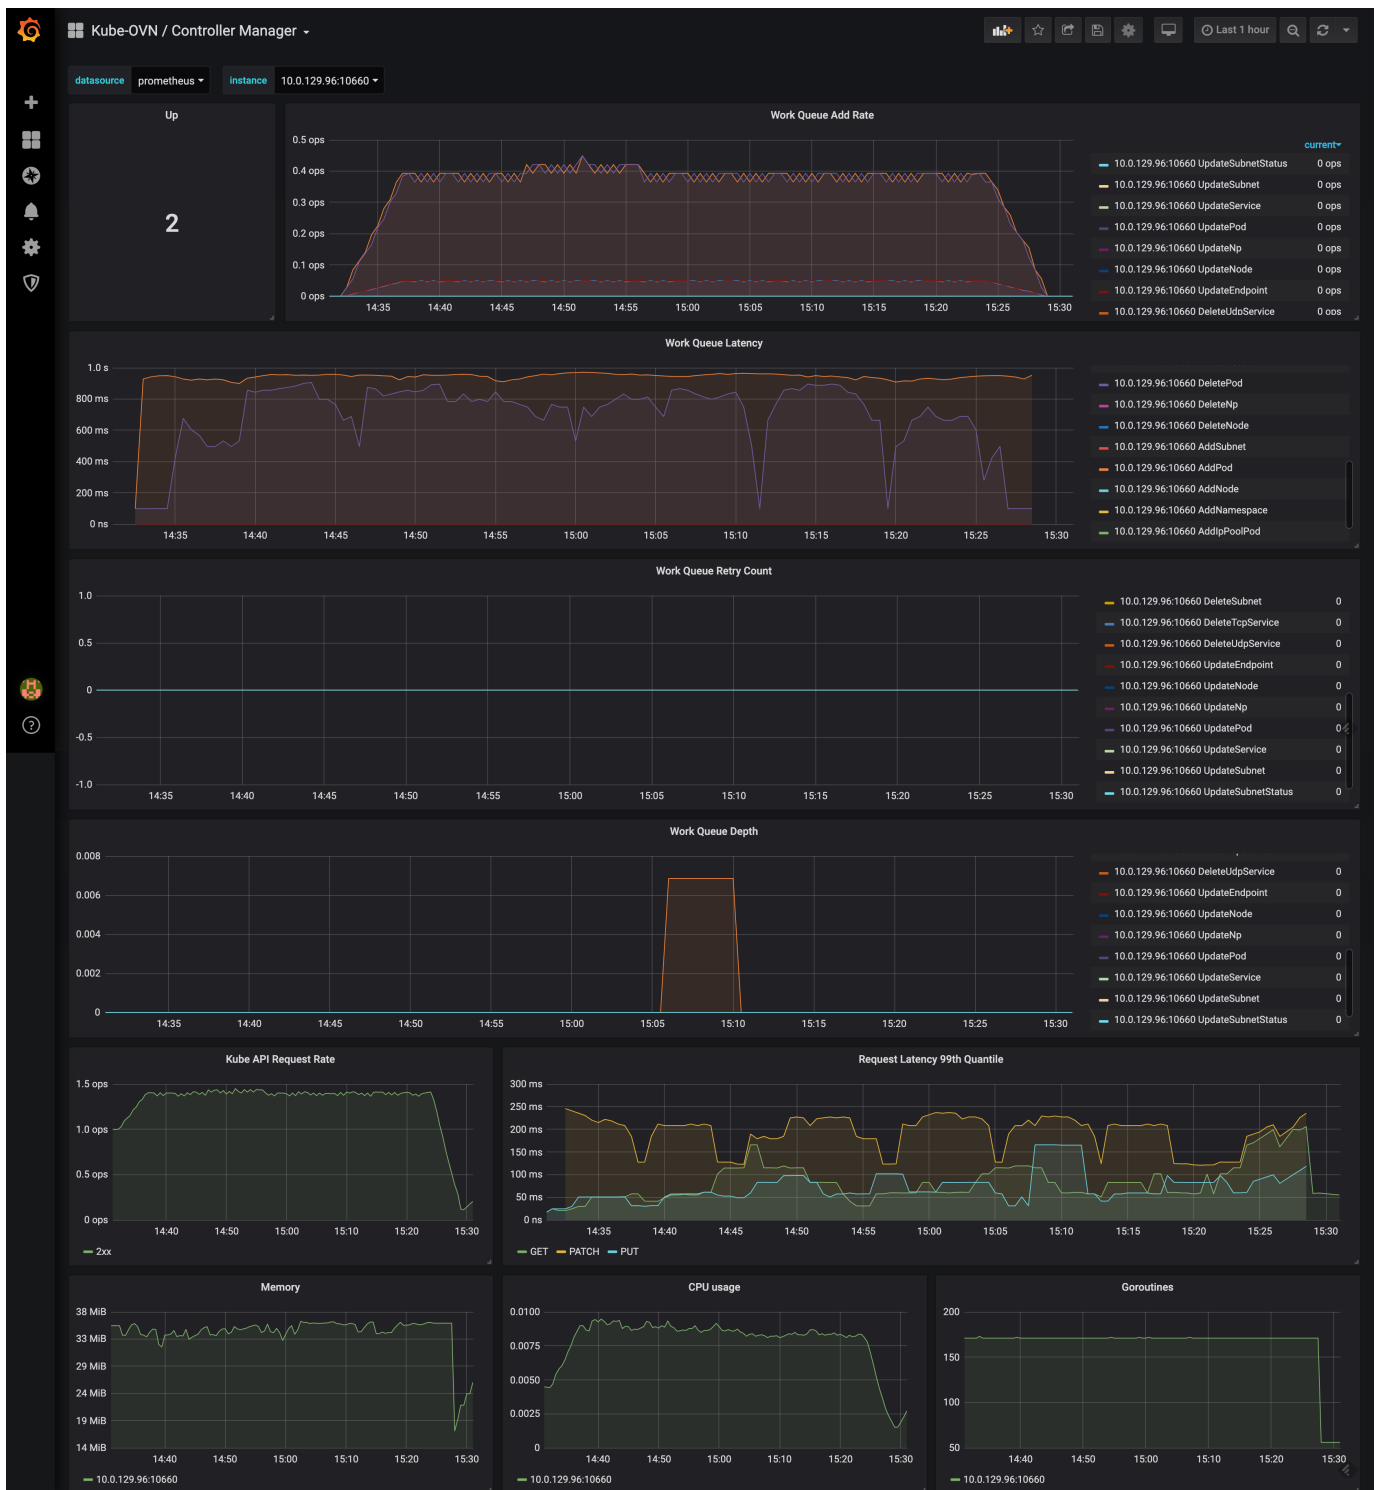 Kube-OVN / Controller Manager
Last 1 hour
datasource prometheus instance 10.0.129.96:10660
Up
2
Work Queue Add Rate
0.5 ops
0.4 ops
0.3 ops
0.2 ops
0.1 ops
0 ops
14:35 14:40 14:45 14:50 14:55 15:00 15:05 15:10 15:15 15:20 15:25 15:30
current
10.0.129.96:10660 UpdateSubnetStatus 0 ops
10.0.129.96:10660 UpdateSubnet 0 ops
10.0.129.96:10660 UpdateService 0 ops
10.0.129.96:10660 UpdatePod 0 ops
10.0.129.96:10660 UpdateNp 0 ops
10.0.129.96:10660 UpdateNode 0 ops
10.0.129.96:10660 UpdateEndpoint 0 ops
10.0.129.96:10660 DeleteUdpService 0 ops
Work Queue Latency
1.0 s
800 ms
600 ms
400 ms
200 ms
0 ns
14:35 14:40 14:45 14:50 14:55 15:00 15:05 15:10 15:15 15:20 15:25 15:30
10.0.129.96:10660 DeletePod
10.0.129.96:10660 DeleteNp
10.0.129.96:10660 DeleteNode
10.0.129.96:10660 AddSubnet
10.0.129.96:10660 AddPod
10.0.129.96:10660 AddNode
10.0.129.96:10660 AddNamespace
10.0.129.96:10660 AddIpPoolPod
Work Queue Retry Count
1.0
0.5
0
-0.5
-1.0
14:35 14:40 14:45 14:50 14:55 15:00 15:05 15:10 15:15 15:20 15:25 15:30
10.0.129.96:10660 DeleteSubnet 0
10.0.129.96:10660 DeleteTcpService 0
10.0.129.96:10660 DeleteUdpService 0
10.0.129.96:10660 UpdateEndpoint 0
10.0.129.96:10660 UpdateNode 0
10.0.129.96:10660 UpdateNp 0
10.0.129.96:10660 UpdatePod 0
10.0.129.96:10660 UpdateService 0
10.0.129.96:10660 UpdateSubnet 0
10.0.129.96:10660 UpdateSubnetStatus 0
Work Queue Depth
0.008
0.006
0.004
0.002
0
14:35 14:40 14:45 14:50 14:55 15:00 15:05 15:10 15:15 15:20 15:25 15:30
10.0.129.96:10660 DeleteUdpService 0
10.0.129.96:10660 UpdateEndpoint 0
10.0.129.96:10660 UpdateNode 0
10.0.129.96:10660 UpdateNp 0
10.0.129.96:10660 UpdatePod 0
10.0.129.96:10660 UpdateService 0
10.0.129.96:10660 UpdateSubnet 0
10.0.129.96:10660 UpdateSubnetStatus 0
Kube API Request Rate
1.5 ops
1.0 ops
0.5 ops
0 ops
14:40 14:50 15:00 15:10 15:20 15:30
2xx
Request Latency 99th Quantile
300 ms
250 ms
200 ms
150 ms
100 ms
50 ms
0 ns
14:35 14:40 14:45 14:50 14:55 15:00 15:05 15:10 15:15 15:20 15:25 15:30
GET PATCH PUT
Memory
38 MiB
33 MiB
29 MiB
24 MiB
19 MiB
14 MiB
14:40 14:50 15:00 15:10 15:20 15:30
10.0.129.96:10660
CPU usage
0.0100
0.0075
0.0050
0.0025
0
14:40 14:50 15:00 15:10 15:20 15:30
10.0.129.96:10660
Goroutines
200
150
100
50
14:40 14:50 15:00 15:10 15:20 15:30
10.0.129.96:10660